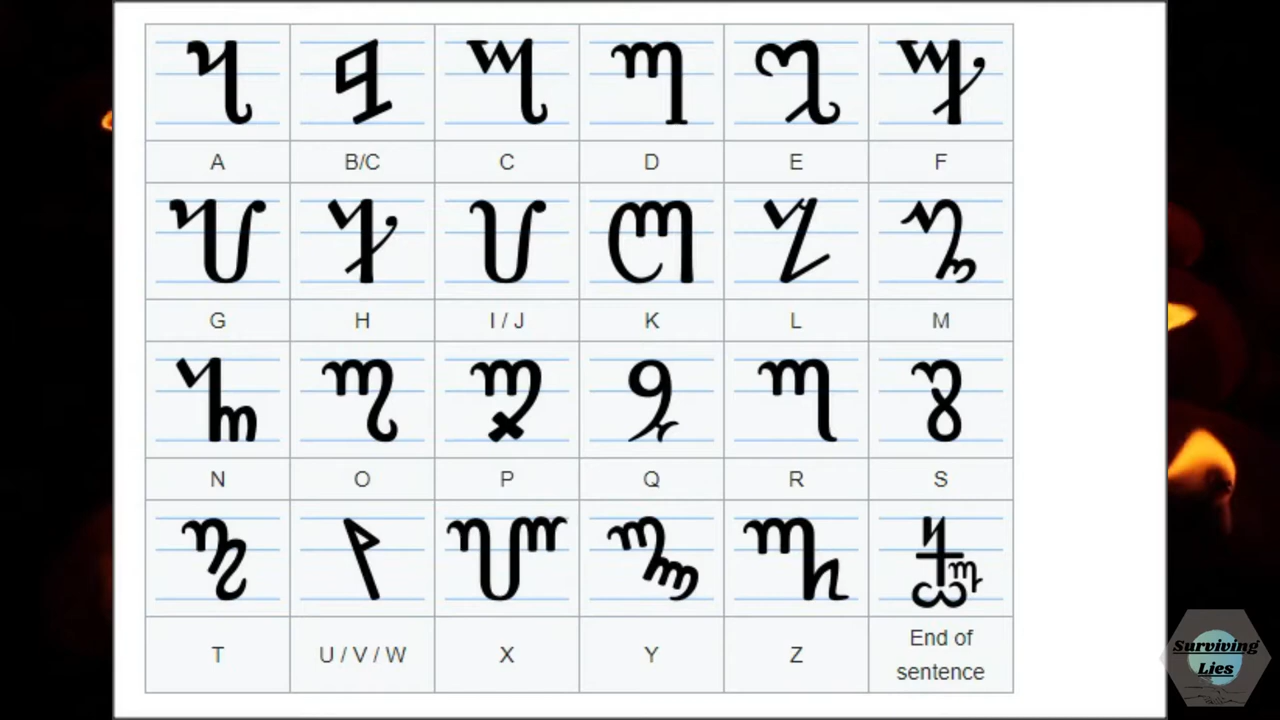 A B/C C D E F
G H I / J K L M
N O P Q R S
T U / V / W X Y Z End of
sentence
Surviving
Lies